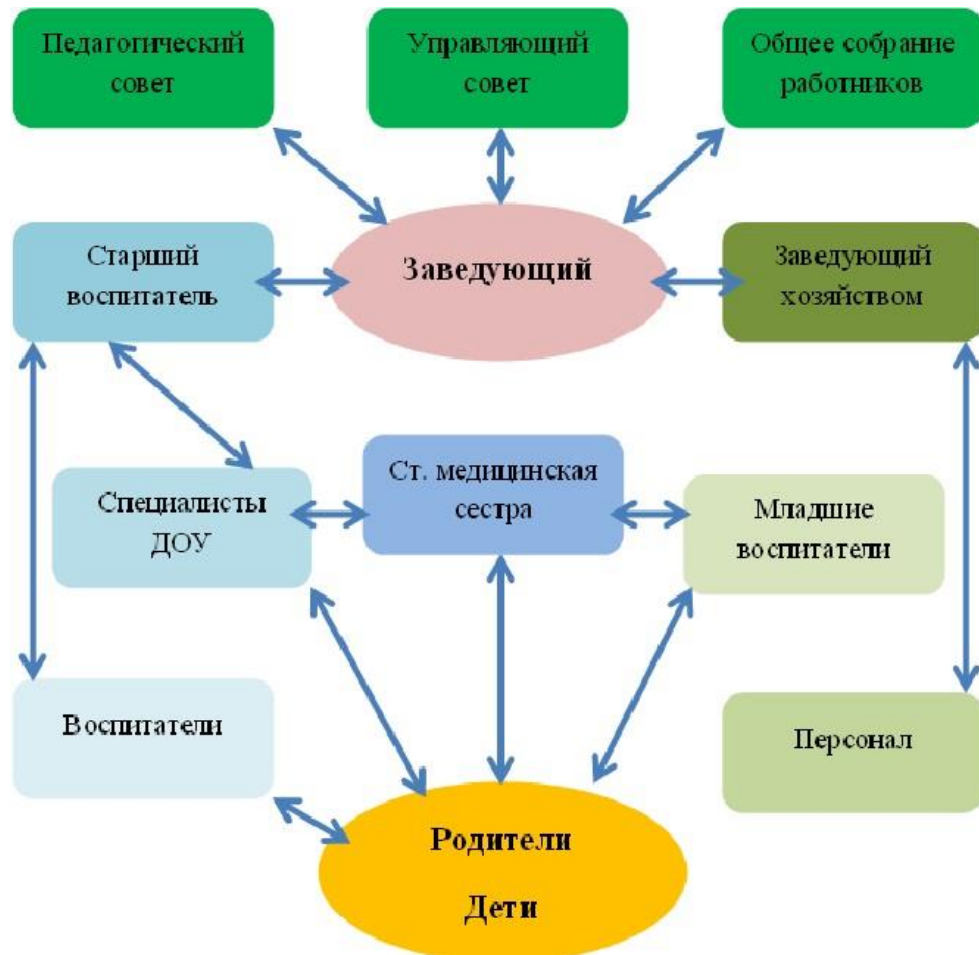 Педагогический
совет
Управляющий
совет
Общее собрание
работников
Старший
воспитатель
Заведующий
Заведующий
хозяйством
Специалисты
ДОУ
Ст. медицинская
сестра
Младшие
воспитатели
Воспитатели
Персонал
Родители
Дети